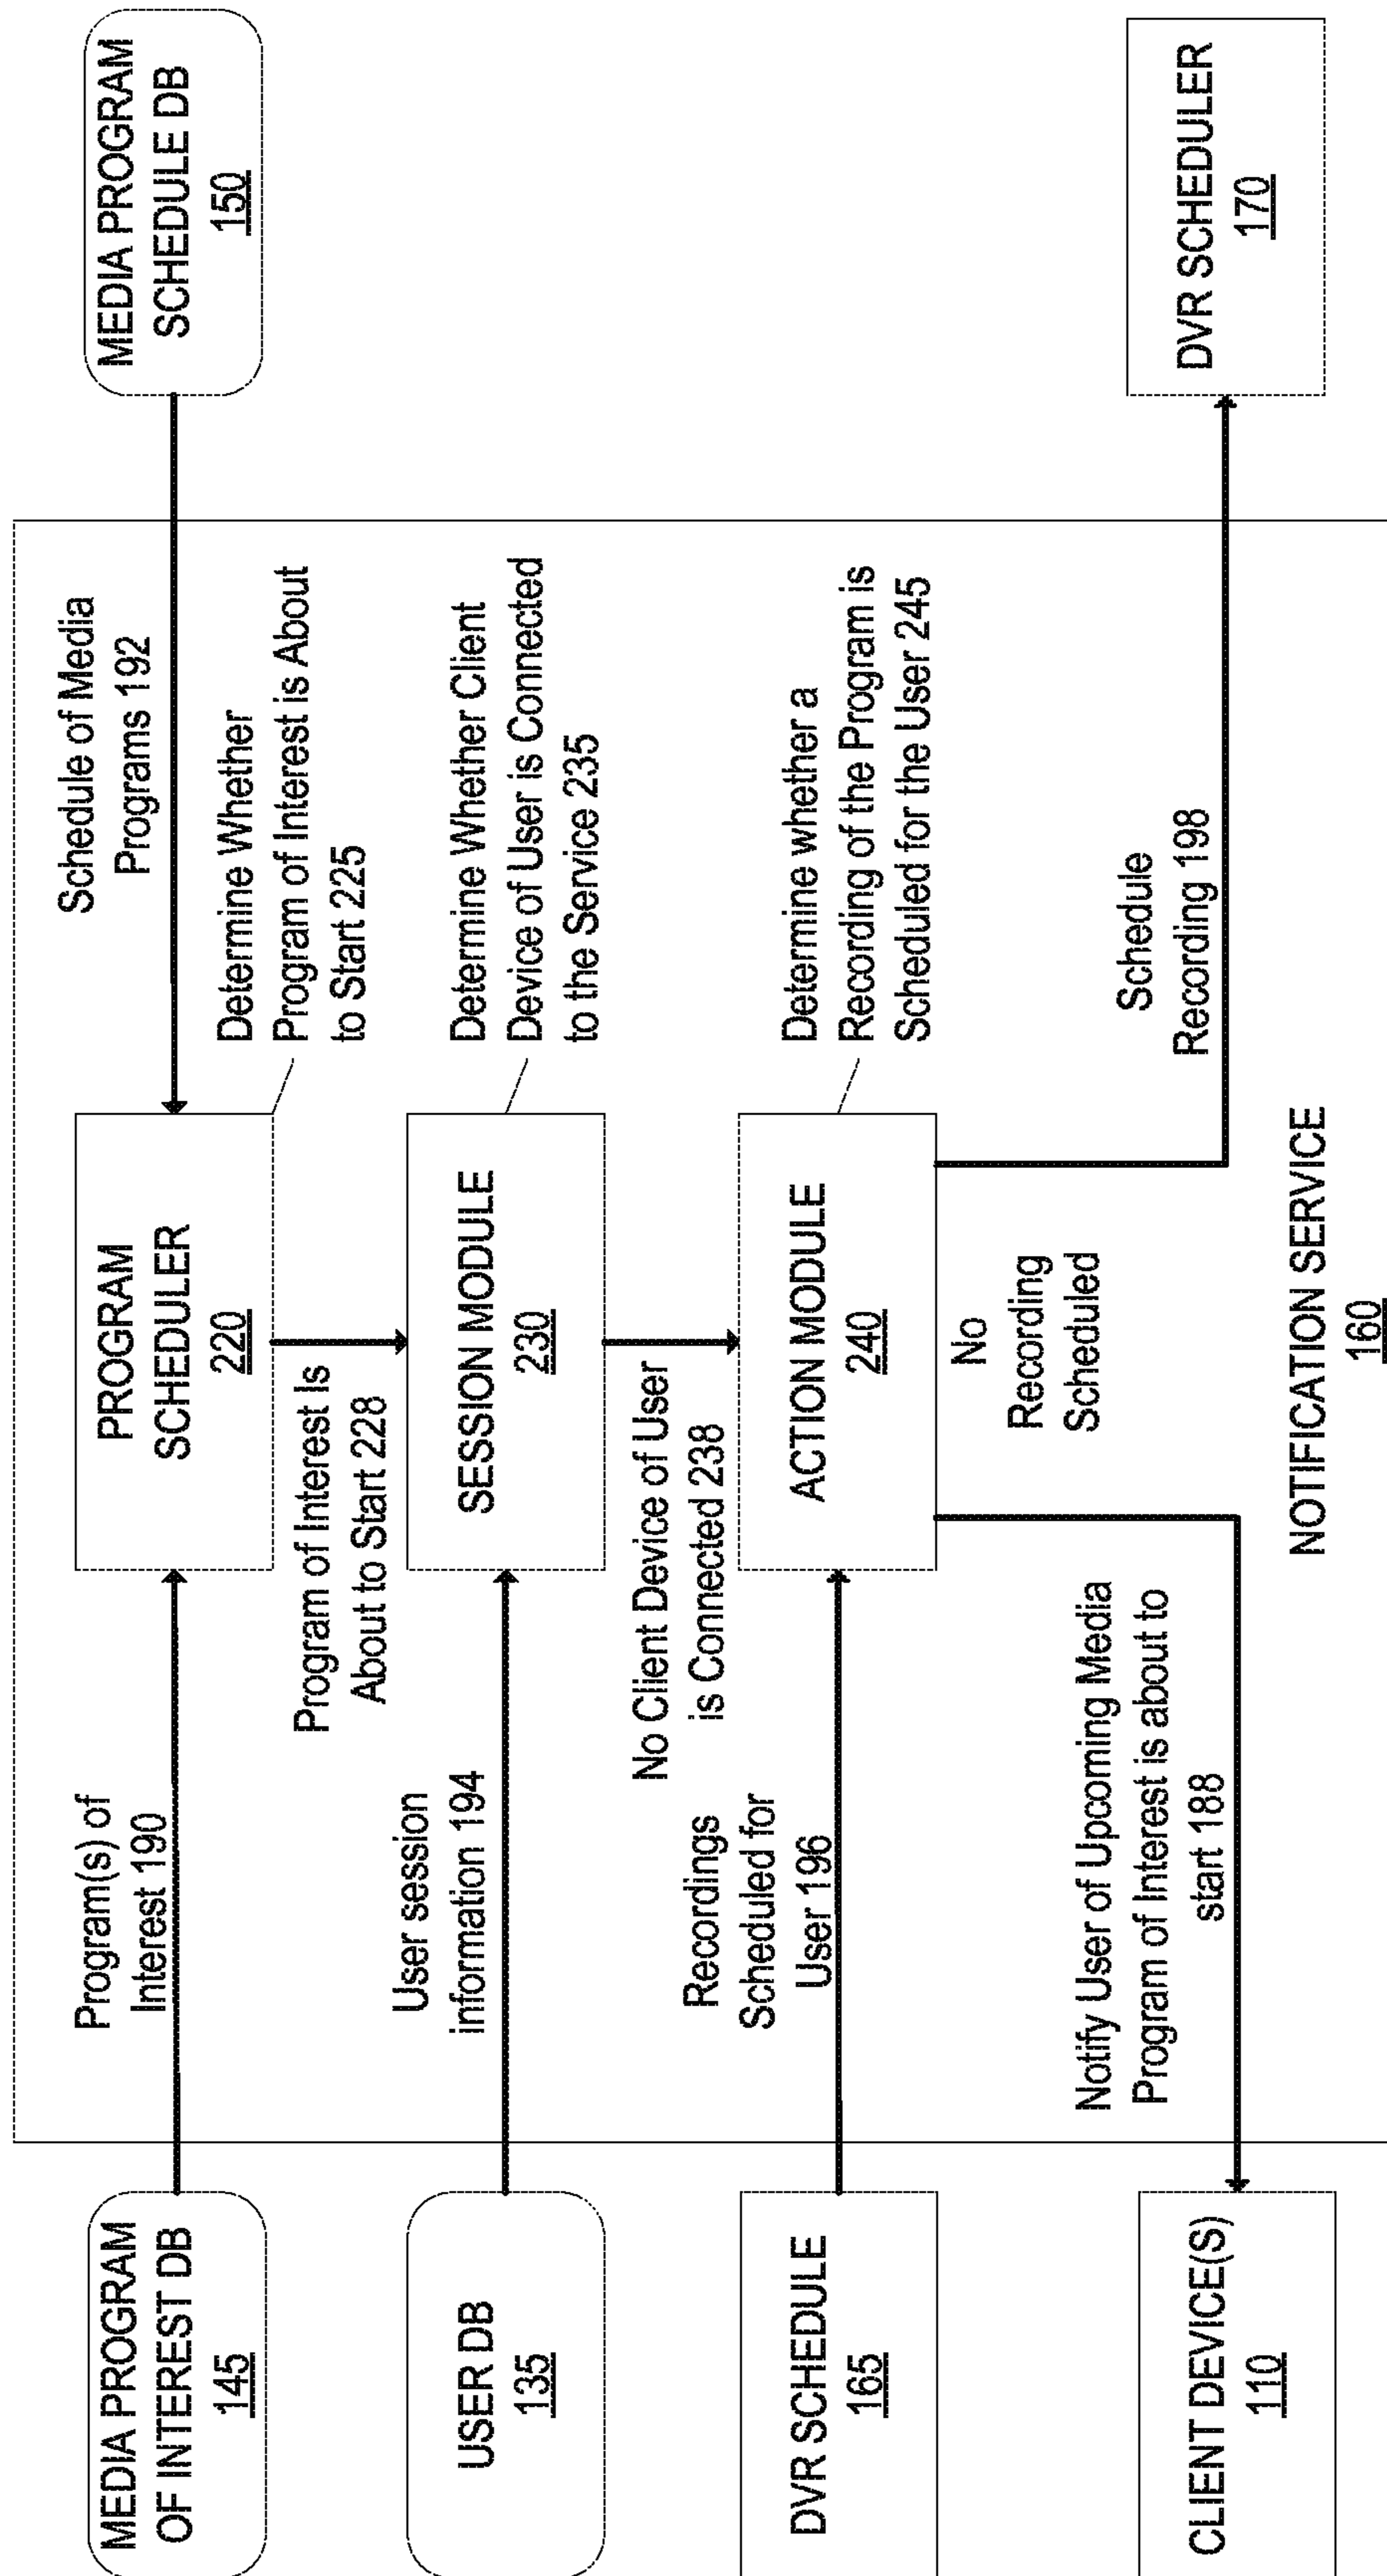 MEDIA PROGRAM
OF INTEREST DB
145
Program(s) of
Interest 190
PROGRAM
SCHEDULER
220
Schedule of Media
Programs 192
MEDIA PROGRAM
SCHEDULE DB
150
Determine Whether
Program of Interest is About
to Start 225
Program of Interest Is
About to Start 228
USER DB
135
User session
information 194
SESSION MODULE
230
Determine Whether Client
Device of User is Connected
to the Service 235
No Client Device of User
is Connected 238
DVR SCHEDULE
165
Recordings
Scheduled for
User 196
ACTION MODULE
240
Determine whether a
Recording of the Program is
Scheduled for the User 245
No
Recording
Scheduled
CLIENT DEVICE(S)
110
Notify User of Upcoming Media
Program of Interest is about to
start 188
Schedule
Recording 198
DVR SCHEDULER
170
NOTIFICATION SERVICE
160